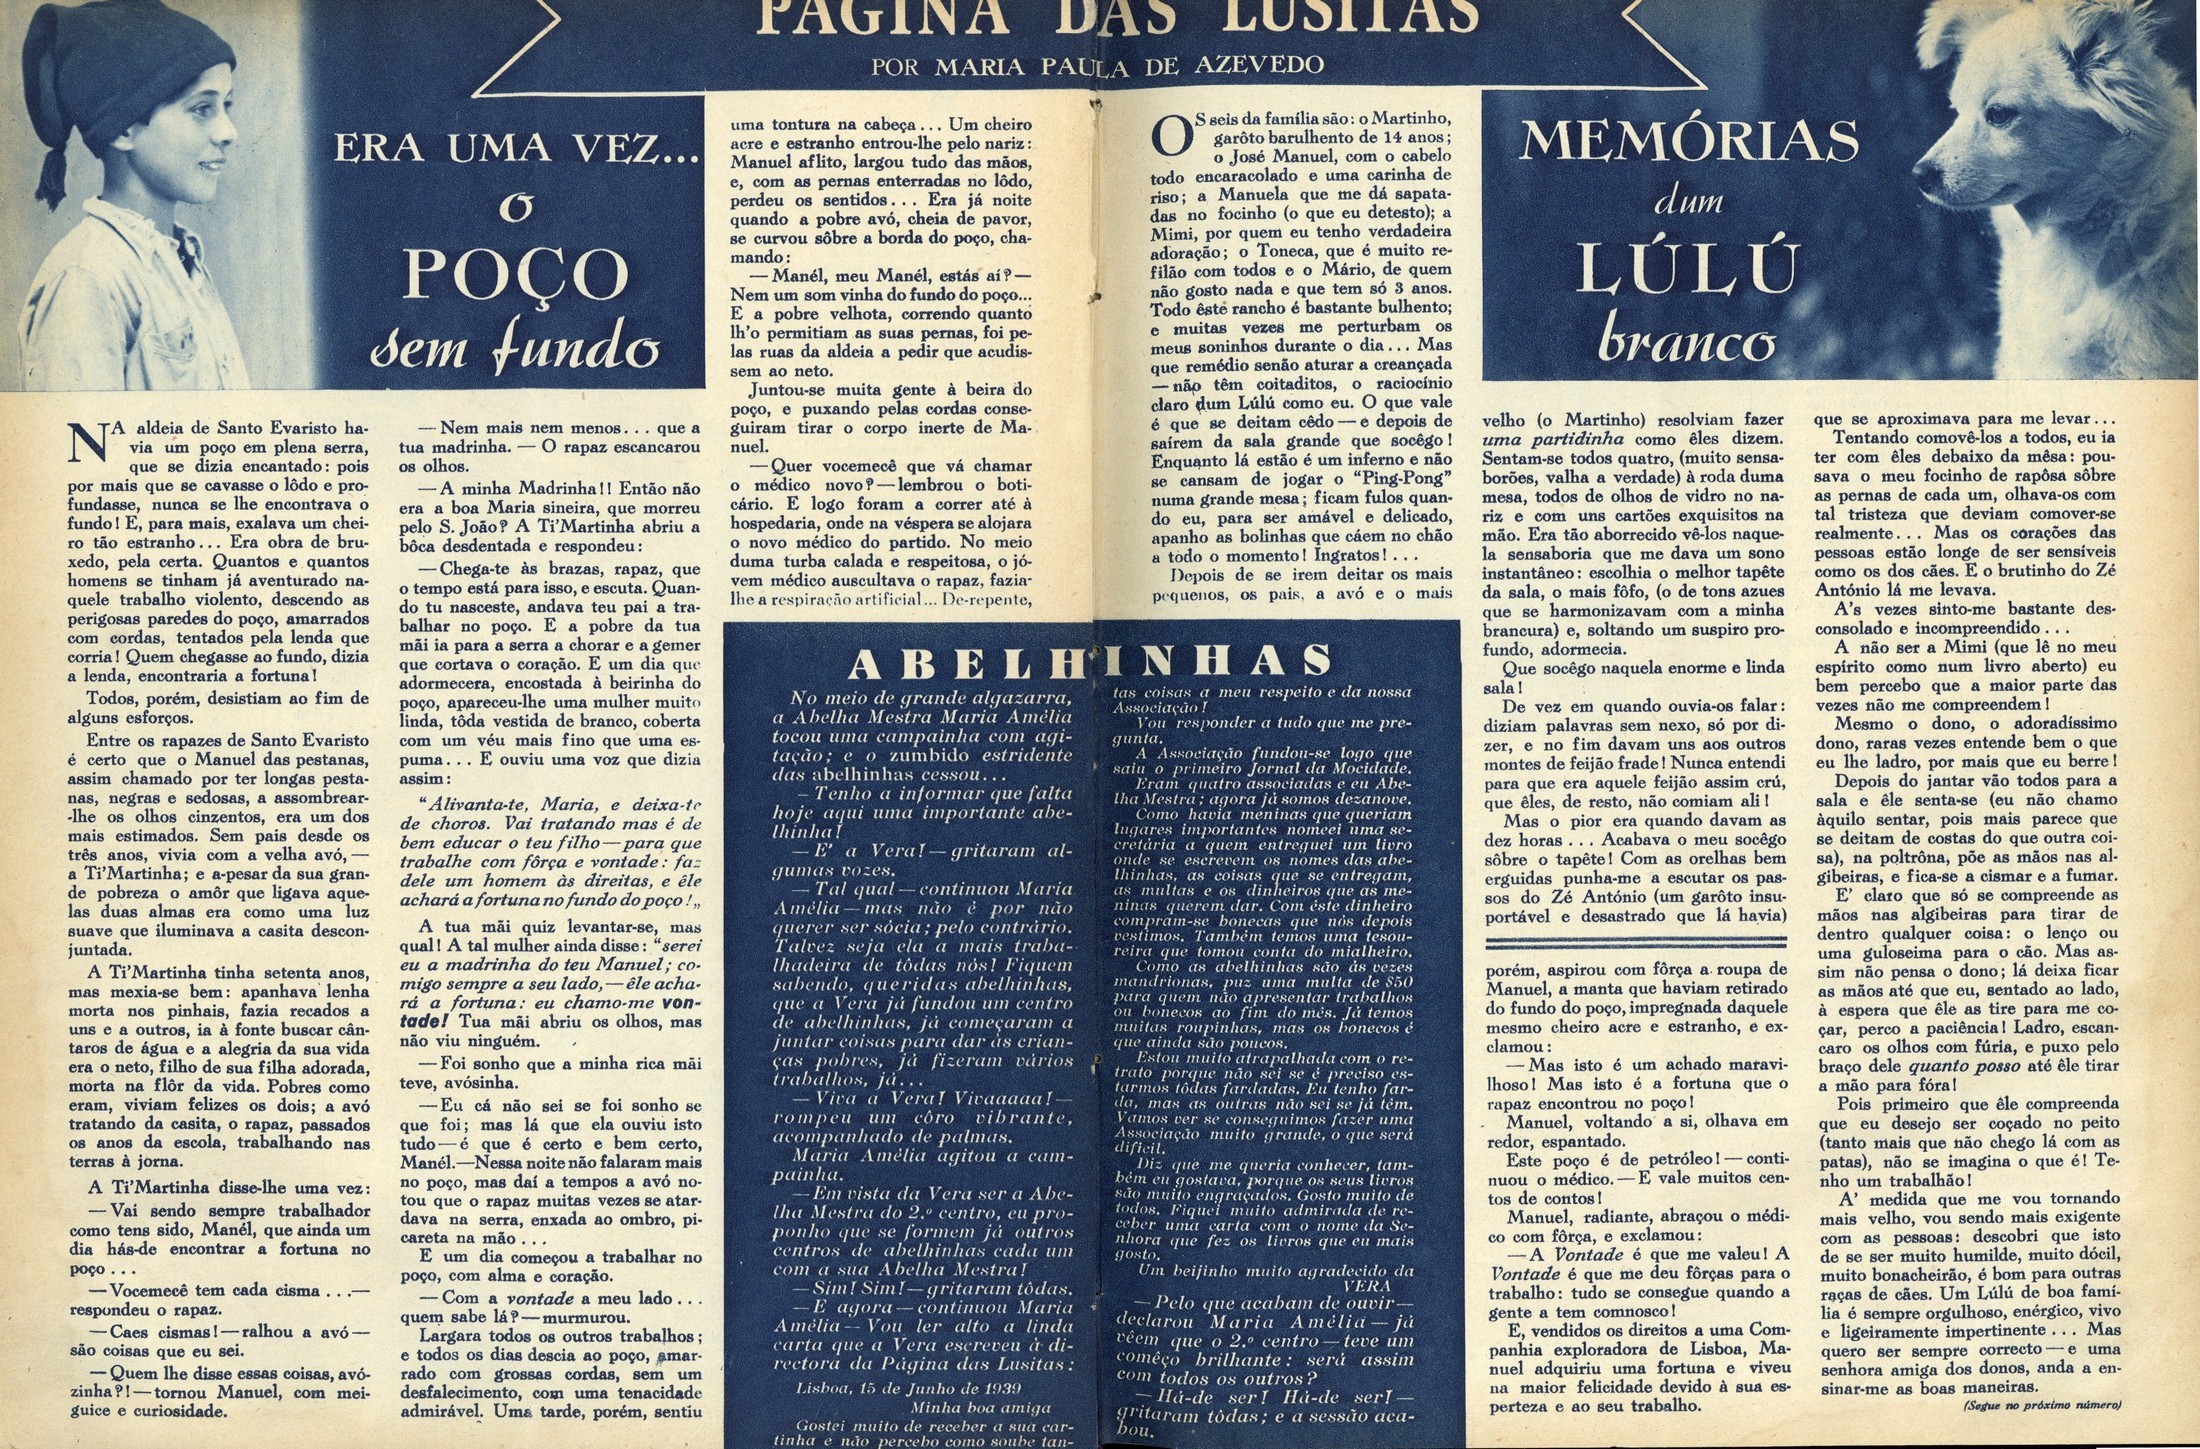 PÁGINA DAS LUSITAS
POR MARIA PAULA DE AZEVEDO
ERA UMA VEZ...
o
POÇO
sem fundo
NA aldeia de Santo Evaristo ha-
via um poço em plena serra,
que se dizia encantado: pois
por mais que se cavasse o lôdo e pro-
fundasse, nunca se lhe encontrava o
fundo! E, para mais, exalava um chei-
ro tão estranho... Era obra de bru-
xedo, pela certa. Quantos e quantos
homens se tinham já aventurado na-
quele trabalho violento, descendo as
perigosas paredes do poço, amarrados
com cordas, tentados pela lenda que
corria! Quem chegasse ao fundo, dizia
a lenda, encontraria a fortuna!
Todos, porém, desistiam ao fim de
alguns esforços.
Entre os rapazes de Santo Evaristo
é certo que o Manuel das pestanas,
assim chamado por ter longas pesta-
nas, negras e sedosas, a assombrear-
-lhe os olhos cinzentos, era um dos
mais estimados. Sem pais desde os
três anos, vivia com a velha avó,—
a Ti'Martinha; e a-pesar da sua gran-
de pobreza o amôr que ligava aque-
las duas almas era como uma luz
suave que iluminava a casita descon-
juntada.
A Ti'Martinha tinha setenta anos,
mas mexia-se bem: apanhava lenha
morta nos pinhais, fazia recados a
uns e a outros, ia à fonte buscar cân-
taros de água e a alegria da sua vida
era o neto, filho de sua filha adorada,
morta na flôr da vida. Pobres como
eram, viviam felizes os dois; a avó
tratando da casita, o rapaz, passados
os anos da escola, trabalhando nas
terras à jorna.
A Ti'Martinha disse-lhe uma vez:
—Vai sendo sempre trabalhador
como tens sido, Manél, que ainda um
dia hás-de encontrar a fortuna no
poço...
—Vocemecê tem cada cisma...—
respondeu o rapaz.
—Caes cismas!—ralhou a avó—
são coisas que eu sei.
—Quem lhe disse essas coisas, avó-
zinha?!—tornou Manuel, com mei-
guice e curiosidade.
—Nem mais nem menos... que a
tua madrinha. — O rapaz escancarou
os olhos.
—A minha Madrinha!! Então não
era a boa Maria sineira, que morreu
pelo S. João? A Ti'Martinha abriu a
bôca desdentada e respondeu:
—Chega-te às brazas, rapaz, que
o tempo está para isso, e escuta. Quan-
do tu nasceste, andava teu pai a tra-
balhar no poço. E a pobre da tua
mãi ia para a serra a chorar e a gemer
que cortava o coração. E um dia que
adormecera, encostada à beirinha do
poço, apareceu-lhe uma mulher muito
linda, tôda vestida de branco, coberta
com um véu mais fino que uma es-
puma... E ouviu uma voz que dizia
assim:
“Alivanta-te, Maria, e deixa-te
de choros. Vai tratando mas é de
bem educar o teu filho—para que
trabalhe com fôrça e vontade: faz
dele um homem às direitas, e êle
achará a fortuna no fundo do poço!„
A tua mãi quiz levantar-se, mas
qual! A tal mulher ainda disse: “serei
eu a madrinha do teu Manuel; co-
migo sempre a seu lado,—êle acha-
rá a fortuna: eu chamo-me von-
tade! Tua mãi abriu os olhos, mas
não viu ninguém.
—Foi sonho que a minha rica mãi
teve, avósinha.
—Eu cá não sei se foi sonho se
que foi; mas lá que ela ouviu isto
tudo—é que é certo e bem certo,
Manél.—Nessa noite não falaram mais
no poço, mas daí a tempos a avó no-
tou que o rapaz muitas vezes se atar-
dava na serra, enxada ao ombro, pi-
careta na mão...
E um dia começou a trabalhar no
poço, com alma e coração.
—Com a vontade a meu lado...
quem sabe lá?—murmurou.
Largara todos os outros trabalhos;
e todos os dias descia ao poço, amar-
rado com grossas cordas, sem um
desfalecimento, com uma tenacidade
admirável. Uma tarde, porém, sentiu
uma tontura na cabeça... Um cheiro
acre e estranho entrou-lhe pelo nariz:
Manuel aflito, largou tudo das mãos,
e, com as pernas enterradas no lôdo,
perdeu os sentidos... Era já noite
quando a pobre avó, cheia de pavor,
se curvou sôbre a borda do poço, cha-
mando:
—Manél, meu Manél, estás aí?—
Nem um som vinha do fundo do poço...
E a pobre velhota, correndo quanto
lh'o permitiam as suas pernas, foi pe-
las ruas da aldeia a pedir que acudis-
sem ao neto.
Juntou-se muita gente à beira do
poço, e puxando pelas cordas conse-
guiram tirar o corpo inerte de Ma-
nuel.
—Quer vocemecê que vá chamar
o médico novo?—lembrou o boti-
cário. E logo foram a correr até à
hospedaria, onde na véspera se alojara
o novo médico do partido. No meio
duma turba calada e respeitosa, o jó-
vem médico auscultava o rapaz, fazia-
lhe a respiração artificial... De-repente,
porém, aspirou com fôrça a roupa de
Manuel, a manta que haviam retirado
do fundo do poço, impregnada daquele
mesmo cheiro acre e estranho, e ex-
clamou:
—Mas isto é um achado maravi-
lhoso! Mas isto é a fortuna que o
rapaz encontrou no poço!
Manuel, voltando a si, olhava em
redor, espantado.
Este poço é de petróleo!—conti-
nuou o médico.—E vale muitos cen-
tos de contos!
Manuel, radiante, abraçou o médi-
co com fôrça, e exclamou:
—A Vontade é que me valeu! A
Vontade é que me deu fôrças para o
trabalho: tudo se consegue quando a
gente a tem comnosco!
E, vendidos os direitos a uma Com-
panhia exploradora de Lisboa, Ma-
nuel adquiriu uma fortuna e viveu
na maior felicidade devido à sua es-
perteza e ao seu trabalho.
ABELHINHAS
No meio de grande algazarra,
a Abelha Mestra Maria Amélia
tocou uma campainha com agi-
tação; e o zumbido estridente
das abelhinhas cessou...
—Tenho a informar que falta
hoje aqui uma importante abe-
lhinha!
—E' a Vera!—gritaram al-
gumas vozes.
—Tal qual—continuou Maria
Amélia—mas não é por não
querer ser sócia; pelo contrário.
Talvez seja ela a mais traba-
lhadeira de tôdas nós! Fiquem
sabendo, queridas abelhinhas,
que a Vera já fundou um centro
de abelhinhas, já começaram a
juntar coisas para dar às crian-
ças pobres, já fizeram vários
trabalhos, já...
—Viva a Vera! Vivaaaaa!—
rompeu um côro vibrante,
acompanhado de palmas.
Maria Amélia agitou a cam-
painha.
—Em vista da Vera ser a Abe-
lha Mestra do 2.º centro, eu pro-
ponho que se formem já outros
centros de abelhinhas cada um
com a sua Abelha Mestra!
—Sim! Sim!—gritaram tôdas.
—E agora—continuou Maria
Amélia—Vou ler alto a linda
carta que a Vera escreveu à di-
rectora da Página das Lusitas:
Lisboa, 15 de Junho de 1939
Minha boa amiga
Gostei muito de receber a sua car-
tinha e não percebo como soube tan-
tas coisas a meu respeito e da nossa
Associação!
Vou responder a tudo que me pre-
gunta.
A Associação fundou-se logo que
saiu o primeiro Jornal da Mocidade.
Eram quatro associadas e eu Abe-
lha Mestra; agora já somos dezanove.
Como havia meninas que queriam
lugares importantes nomeei uma se-
cretária a quem entreguei um livro
onde se escrevem os nomes das abe-
lhinhas, as coisas que se entregam,
as multas e os dinheiros que as me-
ninas querem dar. Com êste dinheiro
compram-se bonecas que nós depois
vestimos. Também temos uma tesou-
reira que tomou conta do mialheiro.
Como as abelhinhas são às vezes
mandrionas, puz uma multa de $50
para quem não apresentar trabalhos
ou bonecos ao fim do mês. Já temos
muitas roupinhas, mas os bonecos é
que ainda são poucos.
Estou muito atrapalhada com o re-
trato porque não sei se é preciso es-
tarmos tôdas fardadas. Eu tenho far-
da, mas as outras não sei se já têm.
Vamos ver se conseguimos fazer uma
Associação muito grande, o que será
difícil.
Diz que me queria conhecer, tam-
bém eu gostava, porque os seus livros
são muito engraçados. Gosto muito de
todos. Fiquei muito admirada de re-
ceber uma carta com o nome da Se-
nhora que fez os livros que eu mais
gosto.
Um beijinho muito agradecido da
VERA
—Pelo que acabam de ouvir—
declarou Maria Amélia—já
vêem que o 2.º centro—teve um
comêço brilhante: será assim
com todos os outros?
—Há-de ser! Há-de ser!—
gritaram tôdas; e a sessão aca-
bou.
MEMÓRIAS
dum
LÚLÚ
branco
OS seis da família são: o Martinho,
garôto barulhento de 14 anos;
o José Manuel, com o cabelo
todo encaracolado e uma carinha de
riso; a Manuela que me dá sapata-
das no focinho (o que eu detesto); a
Mimi, por quem eu tenho verdadeira
adoração; o Toneca, que é muito re-
filão com todos e o Mário, de quem
não gosto nada e que tem só 3 anos.
Todo êste rancho é bastante bulhento;
e muitas vezes me perturbam os
meus soninhos durante o dia... Mas
que remédio senão aturar a creançada
—não têm coitaditos, o raciocínio
claro dum Lúlú como eu. O que vale
é que se deitam cêdo—e depois de
saírem da sala grande que socêgo!
Enquanto lá estão é um inferno e não
se cansam de jogar o “Ping-Pong”
numa grande mesa; ficam fulos quan-
do eu, para ser amável e delicado,
apanho as bolinhas que cáem no chão
a todo o momento! Ingratos!...
Depois de se irem deitar os mais
pequenos, os pais, a avó e o mais
velho (o Martinho) resolviam fazer
uma partidinha como êles dizem.
Sentam-se todos quatro, (muito sensa-
borões, valha a verdade) à roda duma
mesa, todos de olhos de vidro no na-
riz e com uns cartões exquisitos na
mão. Era tão aborrecido vê-los naque-
la sensaboria que me dava um sono
instantâneo: escolhia o melhor tapête
da sala, o mais fôfo, (o de tons azues
que se harmonizavam com a minha
brancura) e, soltando um suspiro pro-
fundo, adormecia.
Que socêgo naquela enorme e linda
sala!
De vez em quando ouvia-os falar:
diziam palavras sem nexo, só por di-
zer, e no fim davam uns aos outros
montes de feijão frade! Nunca entendi
para que era aquele feijão assim crú,
que êles, de resto, não comiam ali!
Mas o pior era quando davam as
dez horas... Acabava o meu socêgo
sôbre o tapête! Com as orelhas bem
erguidas punha-me a escutar os pas-
sos do Zé António (um garôto insu-
portável e desastrado que lá havia)
que se aproximava para me levar...
Tentando comovê-los a todos, eu ia
ter com êles debaixo da mêsa: pou-
sava o meu focinho de rapôsa sôbre
as pernas de cada um, olhava-os com
tal tristeza que deviam comover-se
realmente... Mas os corações das
pessoas estão longe de ser sensíveis
como os dos cães. E o brutinho do Zé
António lá me levava.
A's vezes sinto-me bastante des-
consolado e incompreendido...
A não ser a Mimi (que lê no meu
espírito como num livro aberto) eu
bem percebo que a maior parte das
vezes não me compreendem!
Mesmo o dono, o adoradíssimo
dono, raras vezes entende bem o que
eu lhe ladro, por mais que eu berre!
Depois do jantar vão todos para a
sala e êle senta-se (eu não chamo
àquilo sentar, pois mais parece que
se deitam de costas do que outra coi-
sa), na poltrôna, põe as mãos nas al-
gibeiras, e fica-se a cismar e a fumar.
E' claro que só se compreende as
mãos nas algibeiras para tirar de
dentro qualquer coisa: o lenço ou
uma guloseima para o cão. Mas as-
sim não pensa o dono; lá deixa ficar
as mãos até que eu, sentado ao lado,
à espera que êle as tire para me co-
çar, perco a paciência! Ladro, escan-
caro os olhos com fúria, e puxo pelo
braço dele quanto posso até êle tirar
a mão para fóra!
Pois primeiro que êle compreenda
que eu desejo ser coçado no peito
(tanto mais que não chego lá com as
patas), não se imagina o que é! Te-
nho um trabalhão!
A' medida que me vou tornando
mais velho, vou sendo mais exigente
com as pessoas: descobri que isto
de se ser muito humilde, muito dócil,
muito bonacheirão, é bom para outras
raças de cães. Um Lúlú de boa famí-
lia é sempre orgulhoso, enérgico, vivo
e ligeiramente impertinente... Mas
quero ser sempre correcto—e uma
senhora amiga dos donos, anda a en-
sinar-me as boas maneiras.
(Segue no próximo número)